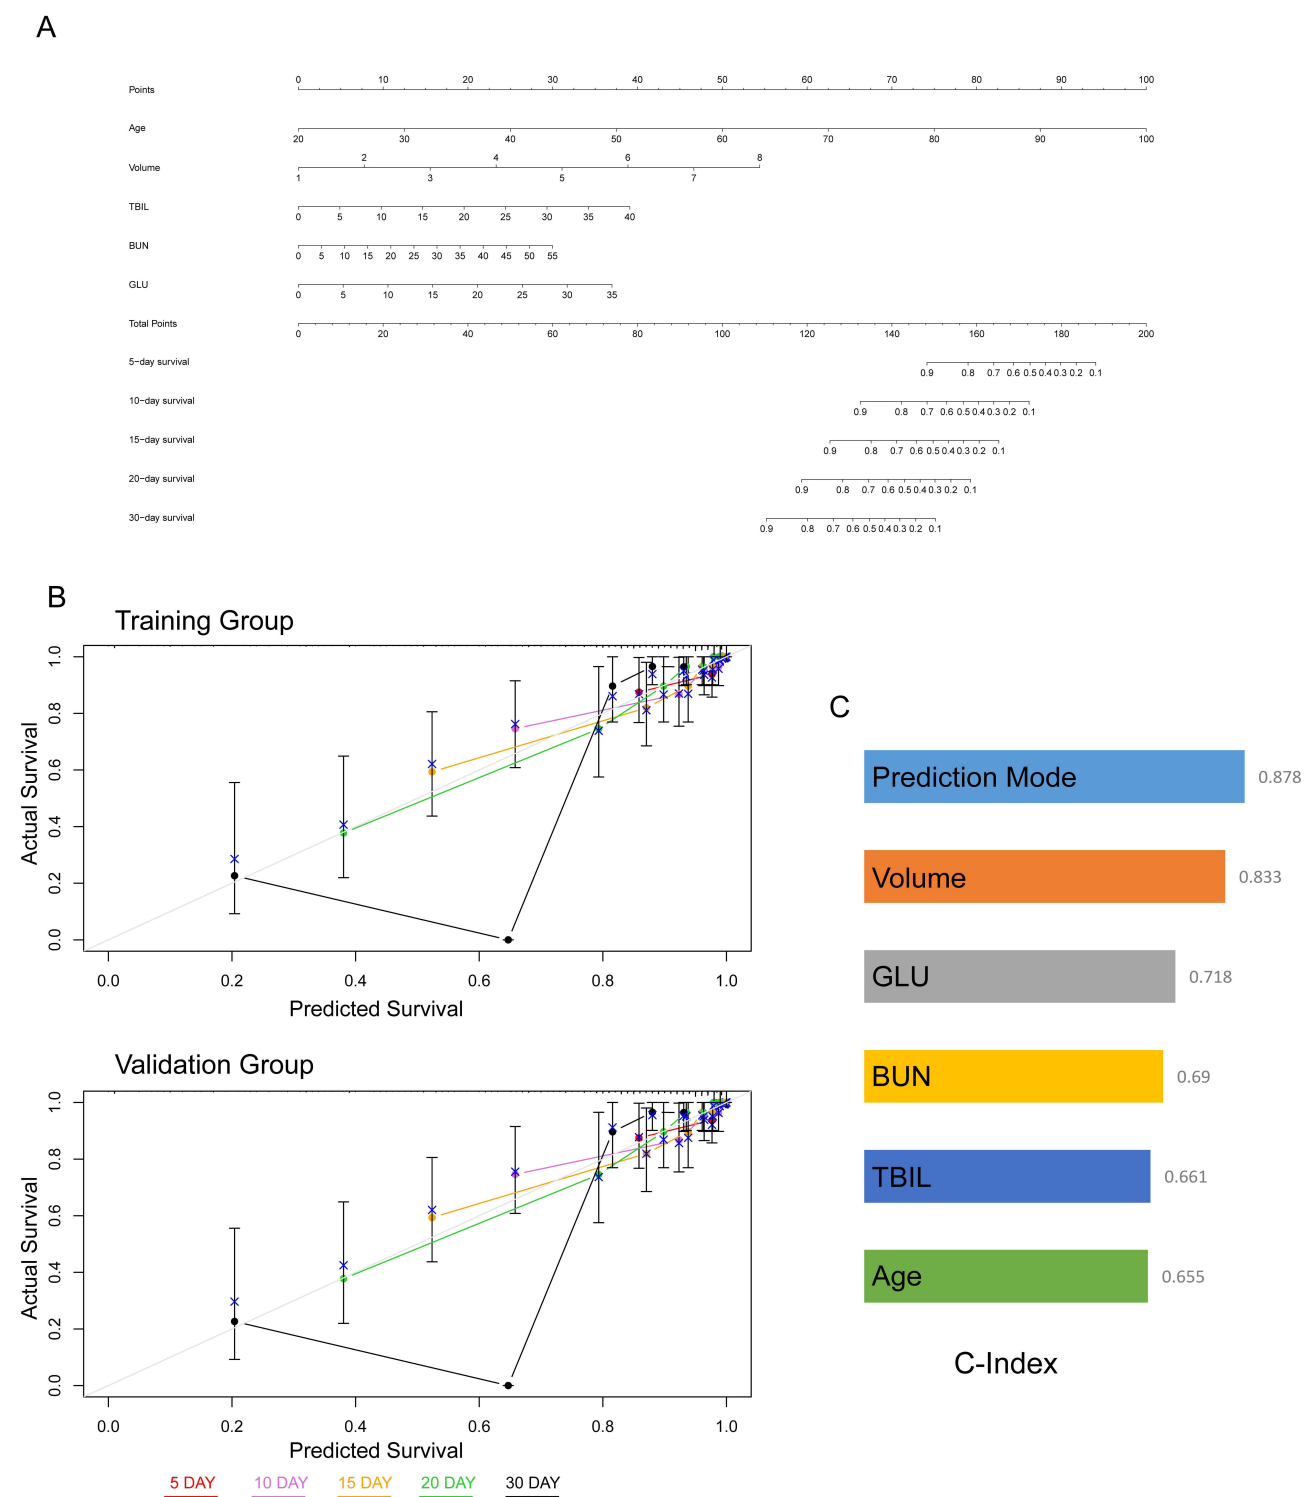 A
Points
0 10 20 30 40 50 60 70 80 90 100
Age
20 30 40 50 60 70 80 90 100
Volume
2 4 6 8
1 3 5 7
TBIL
0 5 10 15 20 25 30 35 40
BUN
0 5 10 15 20 25 30 35 40 45 50 55
GLU
0 5 10 15 20 25 30 35
Total Points
0 20 40 60 80 100 120 140 160 180 200
5−day survival
0.9 0.8 0.7 0.6 0.5 0.4 0.3 0.2 0.1
10−day survival
0.9 0.8 0.7 0.6 0.5 0.4 0.3 0.2 0.1
15−day survival
0.9 0.8 0.7 0.6 0.5 0.4 0.3 0.2 0.1
20−day survival
0.9 0.8 0.7 0.6 0.5 0.4 0.3 0.2 0.1
30−day survival
0.9 0.8 0.7 0.6 0.5 0.4 0.3 0.2 0.1
B
Training Group
Actual Survival
1.0
0.8
0.6
0.4
0.2
0.0
0.0 0.2 0.4 0.6 0.8 1.0
Predicted Survival
Validation Group
Actual Survival
1.0
0.8
0.6
0.4
0.2
0.0
0.0 0.2 0.4 0.6 0.8 1.0
Predicted Survival
5 DAY 10 DAY 15 DAY 20 DAY 30 DAY
C
Prediction Mode 0.878
Volume 0.833
GLU 0.718
BUN 0.69
TBIL 0.661
Age 0.655
C-Index